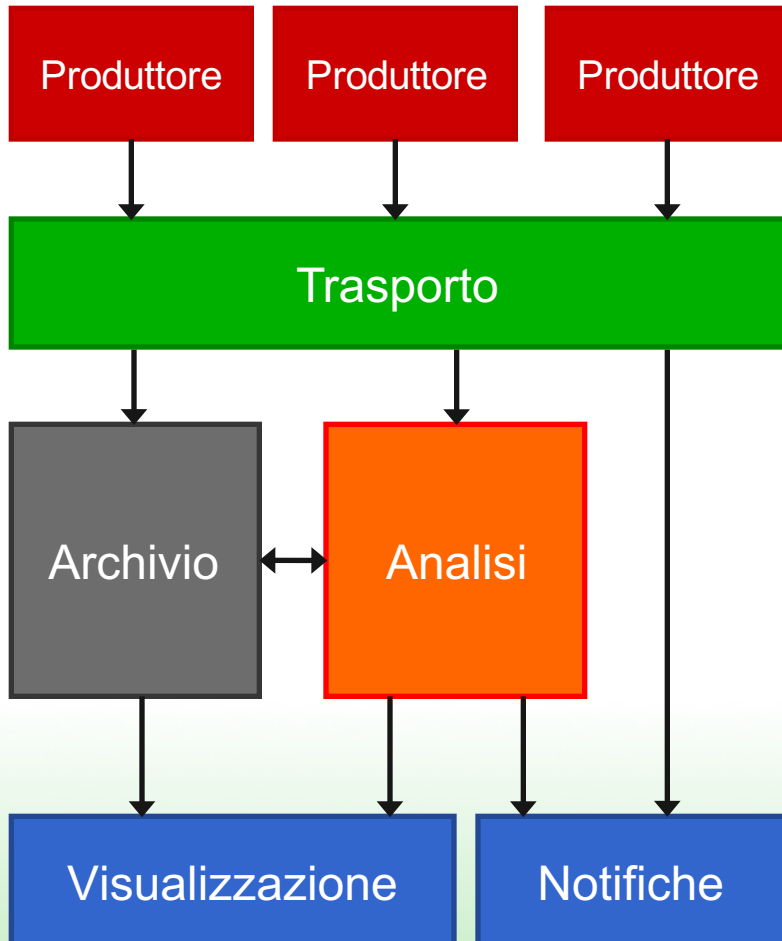 Produttore
Produttore
Produttore
Trasporto
Archivio
Analisi
Visualizzazione
Notifiche